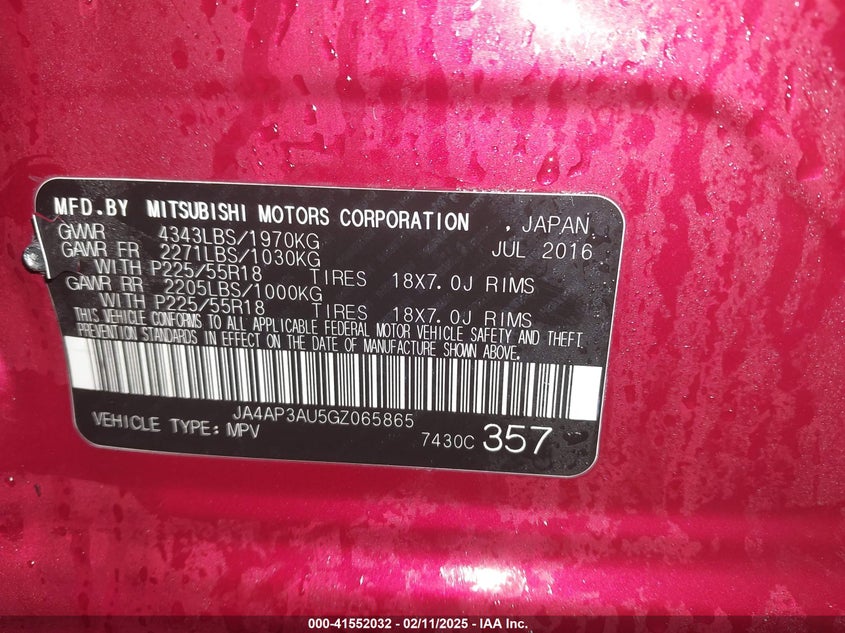 MFD.BY MITSUBISHI MOTORS CORPORATION , JAPAN
GVWR 4343LBS/1970KG JUL 2016
GAWR FR 2271LBS/1030KG
WITH P225/55R18 TIRES 18X7.0J RIMS
GAWR RR 2205LBS/1000KG
WITH P225/55R18 TIRES 18X7.0J RIMS
THIS VEHICLE CONFORMS TO ALL APPLICABLE FEDERAL MOTOR VEHICLE SAFETY AND THEFT
PREVENTION STANDARDS IN EFFECT ON THE DATE OF MANUFACTURE SHOWN ABOVE.
JA4AP3AU5GZ065865
VEHICLE TYPE: MPV 7430C 357
000-41552032 - 02/11/2025 - IAA Inc.